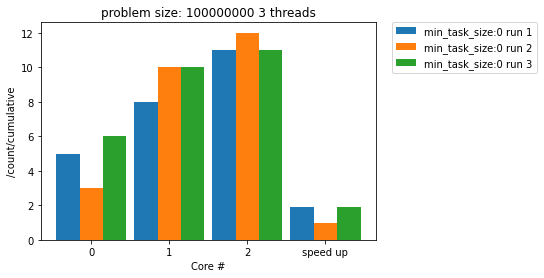 problem size: 100000000 3 threads
min_task_size:0 run 1
min_task_size:0 run 2
min_task_size:0 run 3
/count/cumulative
12
10
8
6
4
2
0
0 1 2 speed up
Core #